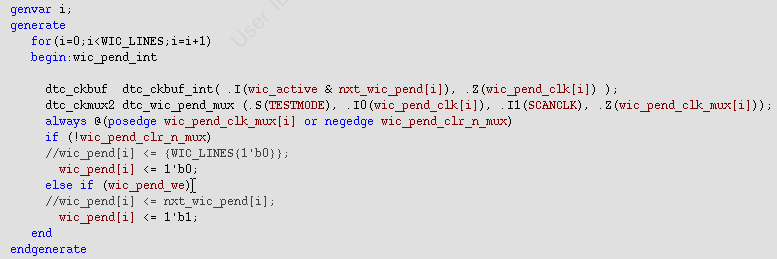 User ID
genvar i;
generate
for(i=0;i<WIC_LINES;i=i+1)
begin:wic_pend_int
dtc_ckbuf dtc_ckbuf_int( .I(wic_active & nxt_wic_pend[i]), .Z(wic_pend_clk[i]) );
dtc_ckmux2 dtc_wic_pend_mux (.S(TESTMODE), .I0(wic_pend_clk[i]), .I1(SCANCLK), .Z(wic_pend_clk_mux[i]));
always @(posedge wic_pend_clk_mux[i] or negedge wic_pend_clr_n_mux)
if (!wic_pend_clr_n_mux)
//wic_pend[i] <= {WIC_LINES{1'b0}};
wic_pend[i] <= 1'b0;
else if (wic_pend_we)
//wic_pend[i] <= nxt_wic_pend[i];
wic_pend[i] <= 1'b1;
end
endgenerate